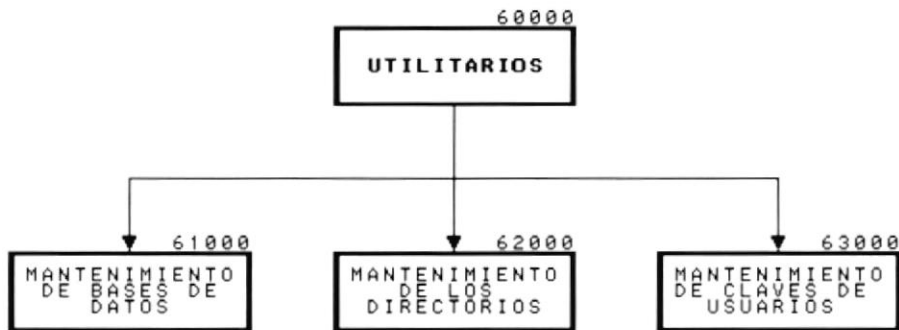 60000
UTILITARIOS
61000
MANTENIMIENTO
DE BASES DE
DATOS
62000
MANTENIMIENTO
DE LOS
DIRECTORIOS
63000
MANTENIMIENTO
DE CLAVES DE
USUARIOS